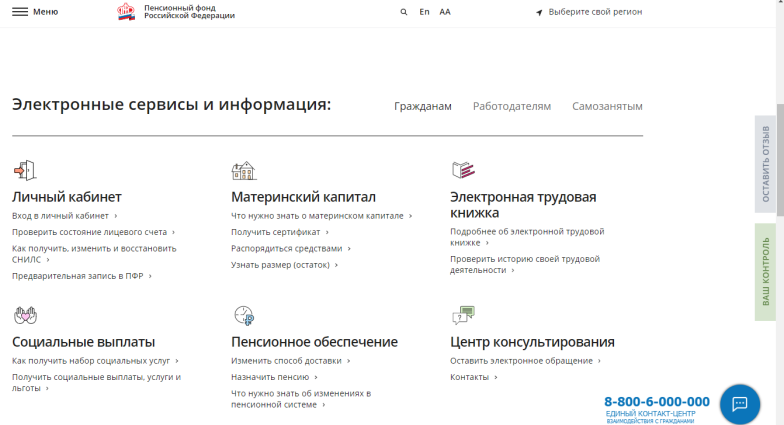 Меню
Пенсионный фонд
Российской Федерации
En
AA
Выберите свой регион
Электронные сервисы и информация:
Гражданам
Работодателям
Самозанятым
Личный кабинет
Вход в личный кабинет ›
Проверить состояние лицевого счета ›
Как получить, изменить и восстановить
СНИЛС ›
Предварительная запись в ПФР ›
Материнский капитал
Что нужно знать о материнском капитале ›
Получить сертификат ›
Распорядиться средствами ›
Узнать размер (остаток) ›
Электронная трудовая
книжка
Подробнее об электронной трудовой
книжке ›
Проверить историю своей трудовой
деятельности ›
Социальные выплаты
Как получить набор социальных услуг ›
Получить социальные выплаты, услуги и
льготы ›
Пенсионное обеспечение
Изменить способ доставки ›
Назначить пенсию ›
Что нужно знать об изменениях в
пенсионной системе ›
Центр консультирования
Оставить электронное обращение ›
Контакты ›
ОСТАВИТЬ ОТЗЫВ
ВАШ КОНТРОЛЬ
8-800-6-000-000
ЕДИНЫЙ КОНТАКТ-ЦЕНТР
ВЗАИМОДЕЙСТВИЯ С ГРАЖДАНАМИ